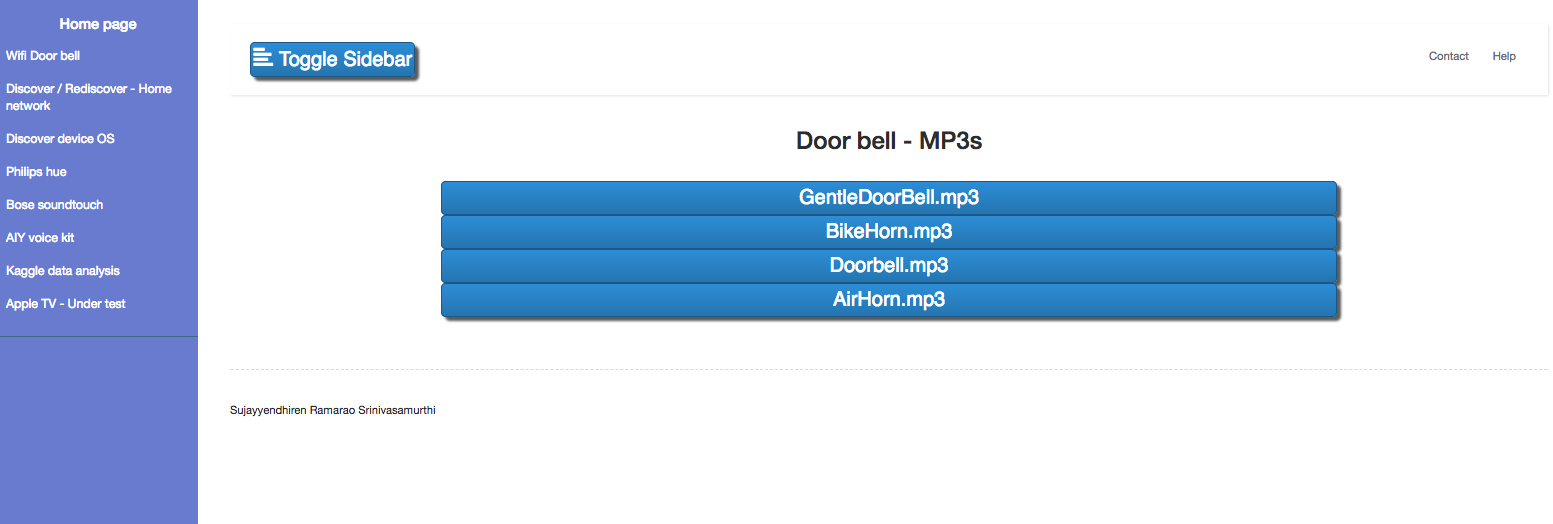 Home page
Wifi Door bell
Discover / Rediscover - Home
network
Discover device OS
Philips hue
Bose soundtouch
AIY voice kit
Kaggle data analysis
Apple TV - Under test
Toggle Sidebar
Contact
Help
Door bell - MP3s
GentleDoorBell.mp3
BikeHorn.mp3
Doorbell.mp3
AirHorn.mp3
Sujayyendhiren Ramarao Srinivasamurthi